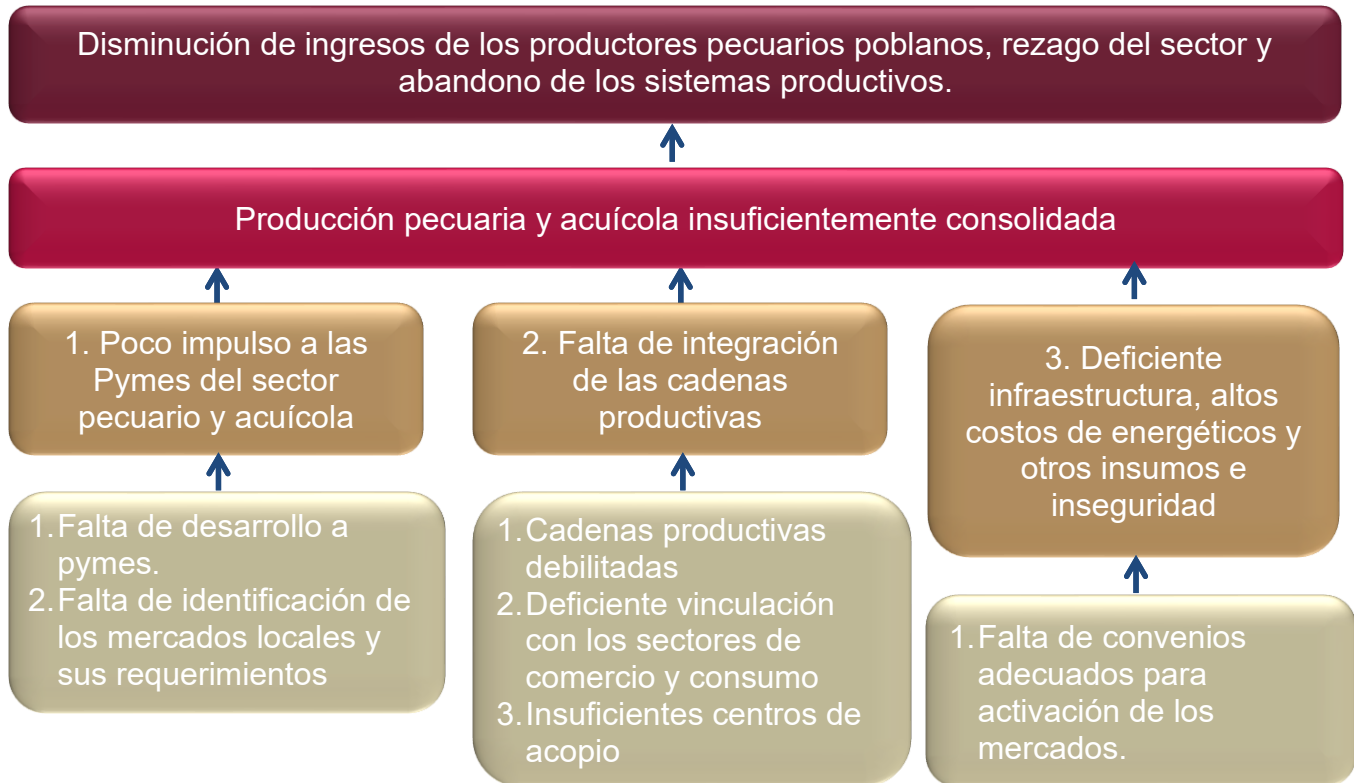 Disminución de ingresos de los productores pecuarios poblanos, rezago del sector y
abandono de los sistemas productivos.
Producción pecuaria y acuícola insuficientemente consolidada
1. Poco impulso a las
Pymes del sector
pecuario y acuícola
2. Falta de integración
de las cadenas
productivas
3. Deficiente
infraestructura, altos
costos de energéticos y
otros insumos e
inseguridad
1. Falta de desarrollo a
pymes.
2. Falta de identificación de
los mercados locales y
sus requerimientos
1. Cadenas productivas
debilitadas
2. Deficiente vinculación
con los sectores de
comercio y consumo
3. Insuficientes centros de
acopio
1. Falta de convenios
adecuados para
activación de los
mercados.